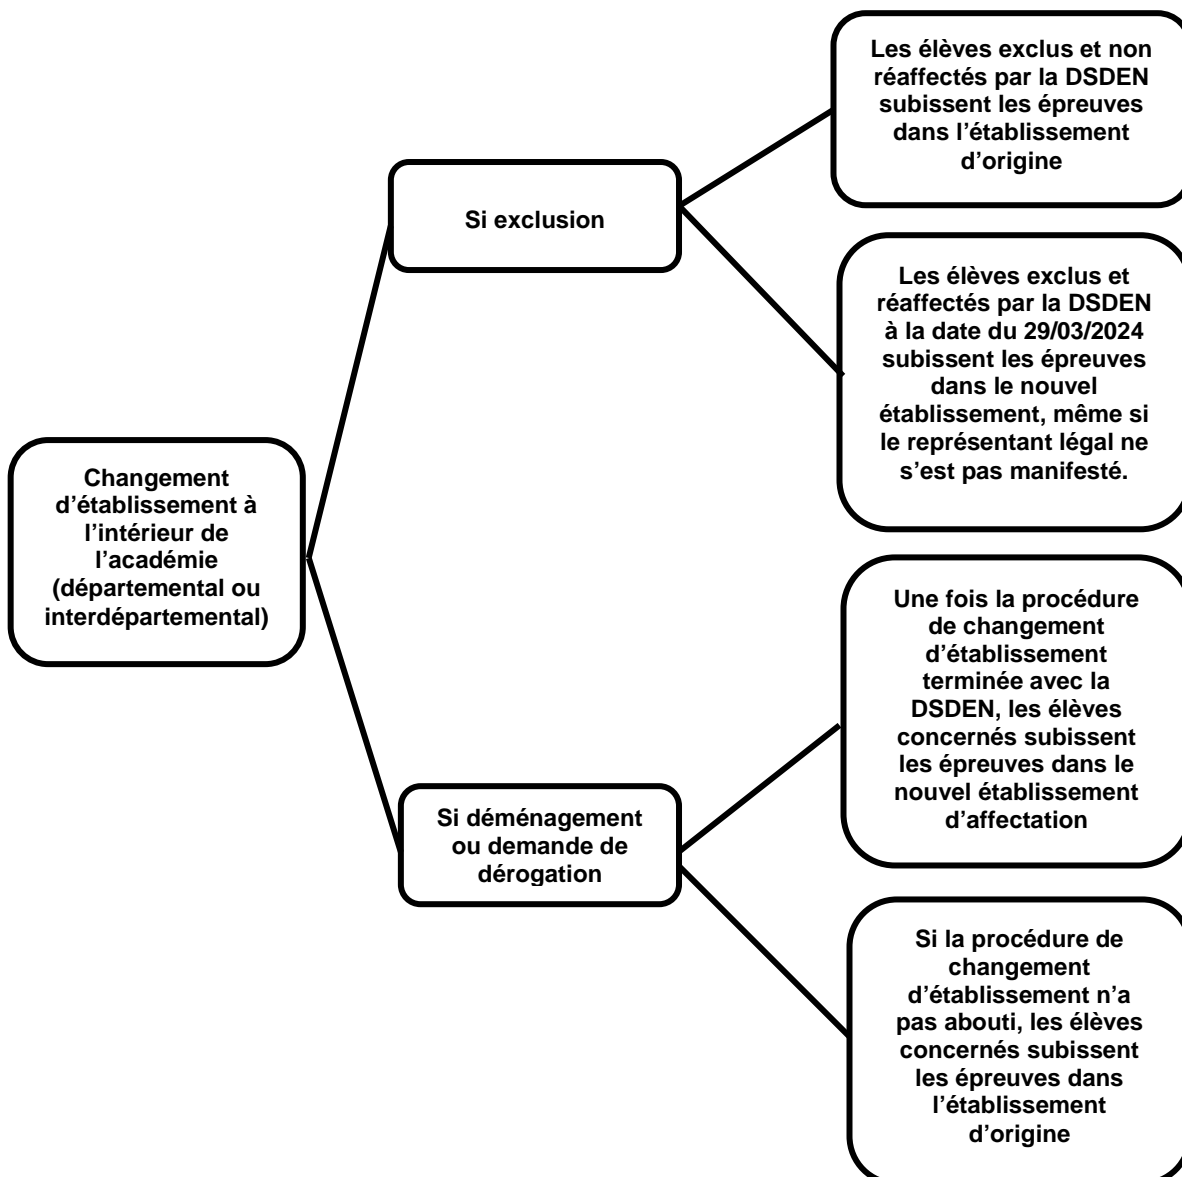 Changement
d'établissement à
l'intérieur de
l'académie
(départemental ou
interdépartemental)
Si exclusion
Les élèves exclus et non
réaffectés par la DSDEN
subissent les épreuves
dans l'établissement
d'origine
Les élèves exclus et
réaffectés par la DSDEN
à la date du 29/03/2024
subissent les épreuves
dans le nouvel
établissement, même si
le représentant légal ne
s'est pas manifesté.
Si déménagement
ou demande de
dérogation
Une fois la procédure
de changement
d'établissement
terminée avec la
DSDEN, les élèves
concernés subissent
les épreuves dans le
nouvel établissement
d'affectation
Si la procédure de
changement
d'établissement n'a
pas abouti, les élèves
concernés subissent
les épreuves dans
l'établissement
d'origine